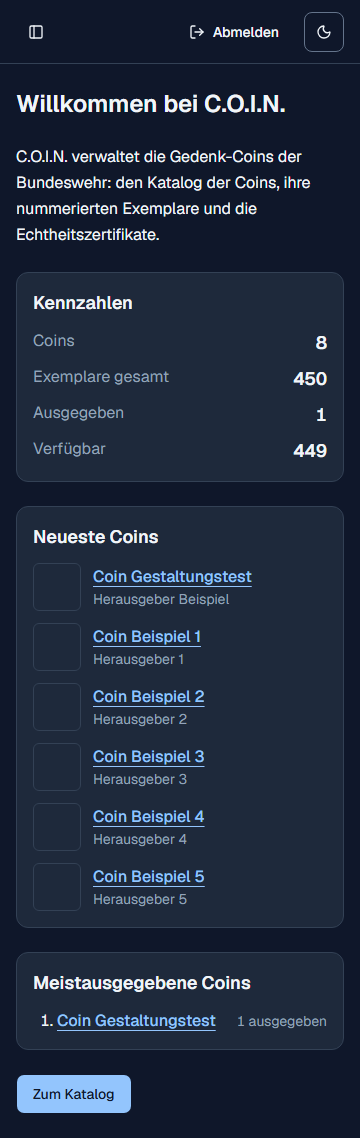 Abmelden
Willkommen bei C.O.I.N.
C.O.I.N. verwaltet die Gedenk-Coins der
Bundeswehr: den Katalog der Coins, ihre
nummerierten Exemplare und die
Echtheitszertifikate.
Kennzahlen
Coins 8
Exemplare gesamt 450
Ausgegeben 1
Verfügbar 449
Neueste Coins
Coin Gestaltungstest
Herausgeber Beispiel
Coin Beispiel 1
Herausgeber 1
Coin Beispiel 2
Herausgeber 2
Coin Beispiel 3
Herausgeber 3
Coin Beispiel 4
Herausgeber 4
Coin Beispiel 5
Herausgeber 5
Meistausgegebene Coins
1. Coin Gestaltungstest 1 ausgegeben
Zum Katalog